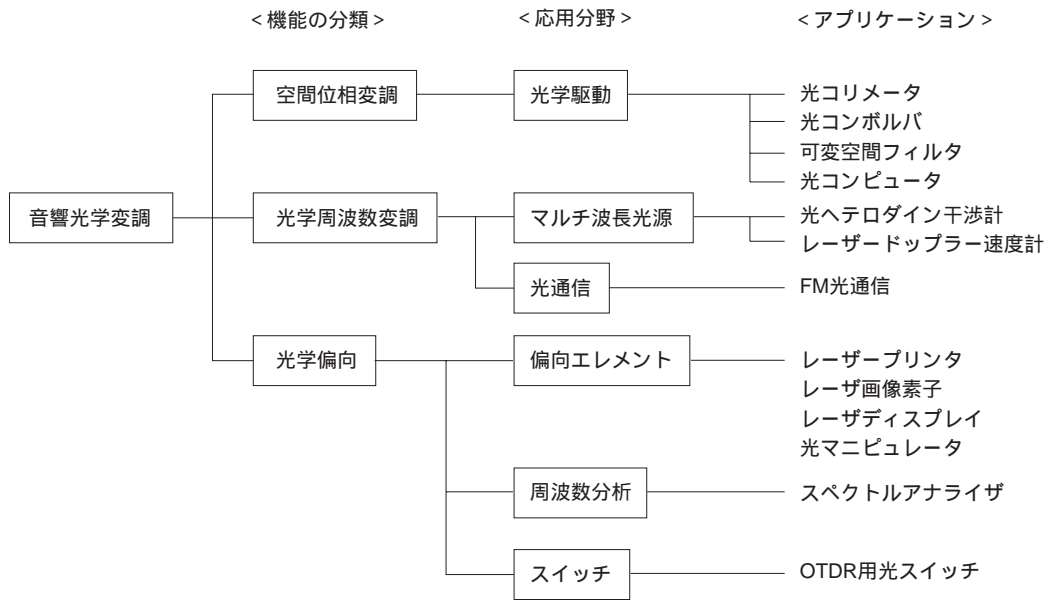 <機能の分類>
<応用分野>
<アプリケーション>
音響光学変調
空間位相変調
光学駆動
光コリメータ
光コンボルバ
可変空間フィルタ
光コンピュータ
光学周波数変調
マルチ波長光源
光ヘテロダイン干渉計
レーザードップラー速度計
光通信
FM光通信
光学偏向
偏向エレメント
レーザープリンタ
レーザ画像素子
レーザディスプレイ
光マニピュレータ
周波数分析
スペクトルアナライザ
スイッチ
OTDR用光スイッチ